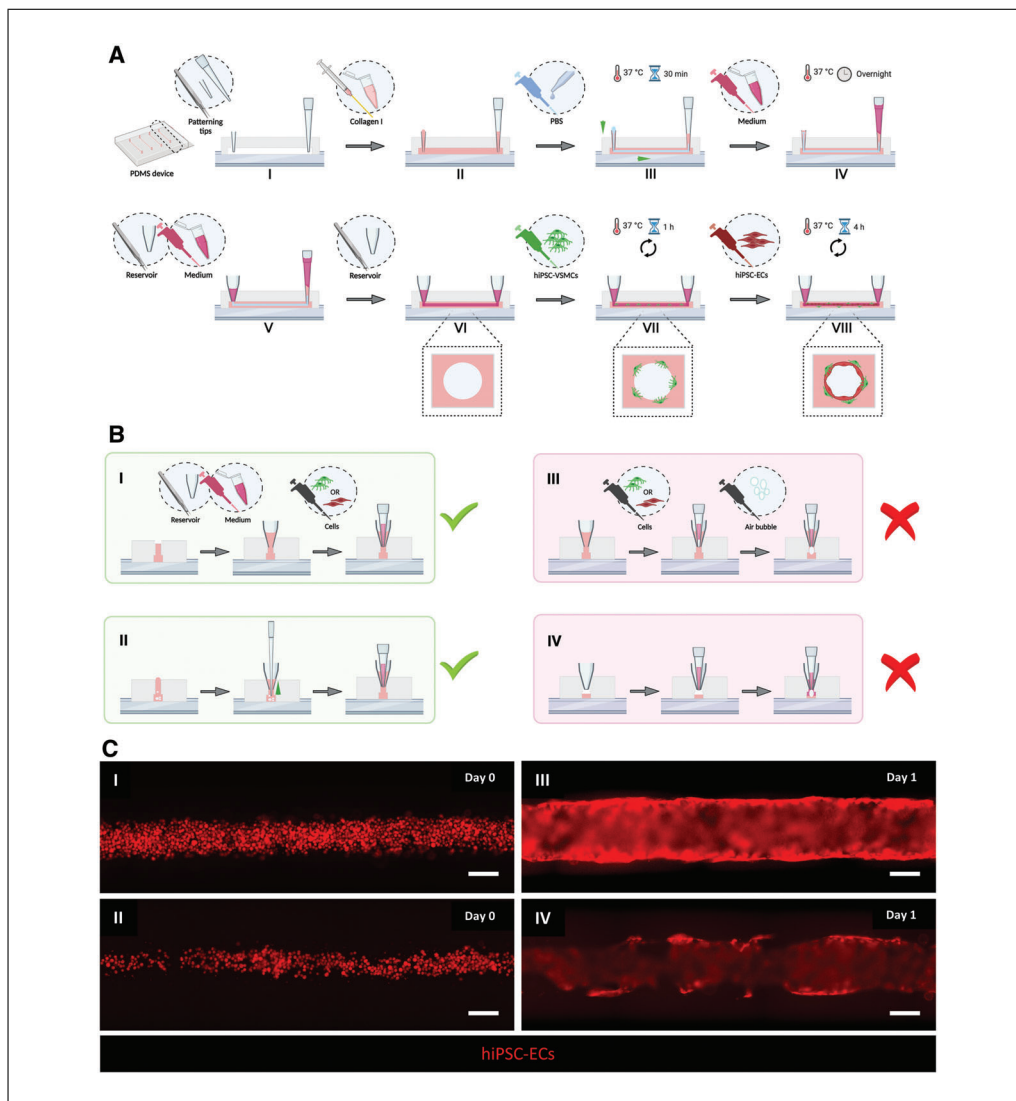 A
37 °C 30 min
37 °C Overnight
Patterning
tips
Collagen I
PBS
Medium
PDMS device
I
II
III
IV
37 °C 1 h
37 °C 4 h
Reservoir Medium
Reservoir
hiPSC-VSMCs
hiPSC-ECs
V
VI
VII
VIII
B
I
OR
Reservoir Medium
Cells
III
OR
Cells
Air bubble
II
IV
C
I
Day 0
III
Day 1
II
Day 0
IV
Day 1
hiPSC-ECs